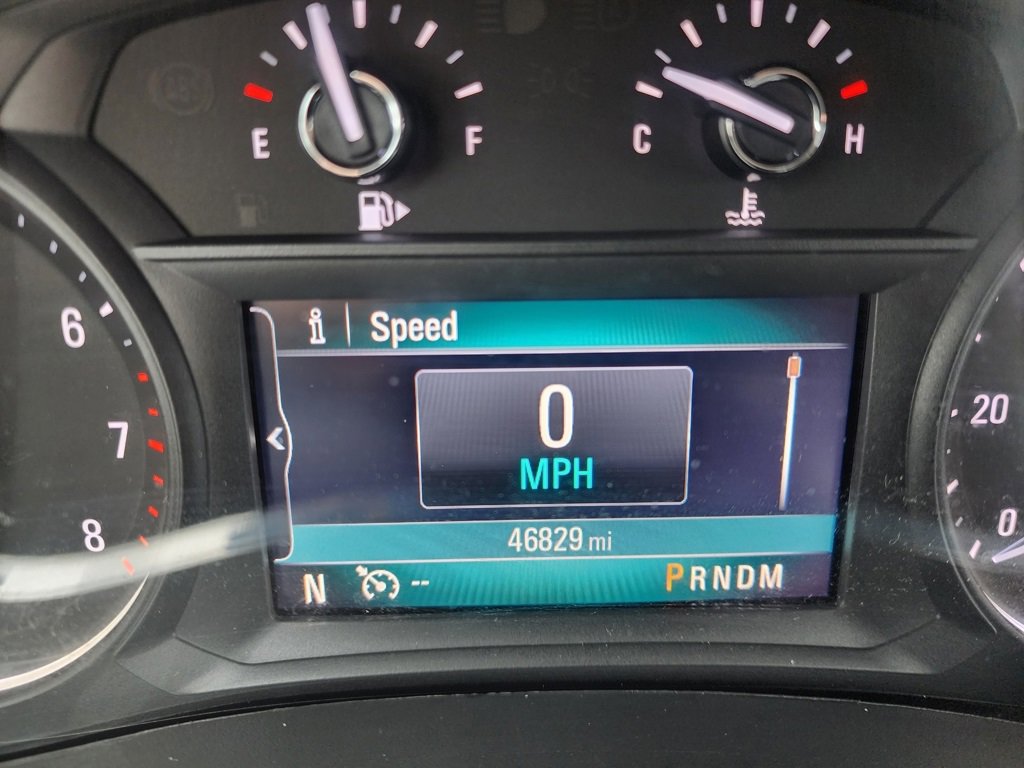 E F
C H
6
7
8
i Speed
0
MPH
46829 mi
N -- PRNDM
20
0